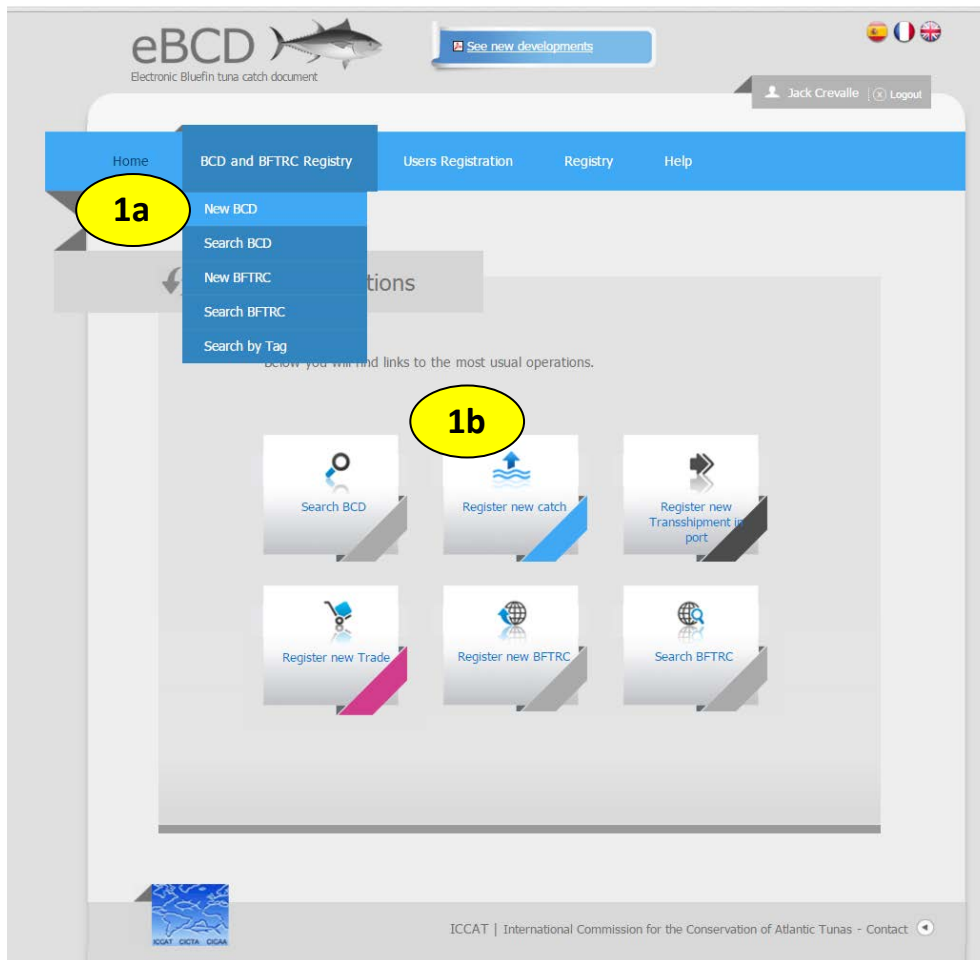 eBCD
Electronic Bluefin tuna catch document
See new developments
Jack Crevalle
x Logout
Home
BCD and BFTRC Registry
Users Registration
Registry
Help
1a
New BCD
Search BCD
New BFTRC
Search BFTRC
Search by Tag
tions
Below you will find links to the most usual operations.
1b
Search BCD
Register new catch
Register new
Transshipment in
port
Register new Trade
Register new BFTRC
Search BFTRC
ICCAT CICTA CICAA
ICCAT | International Commission for the Conservation of Atlantic Tunas - Contact